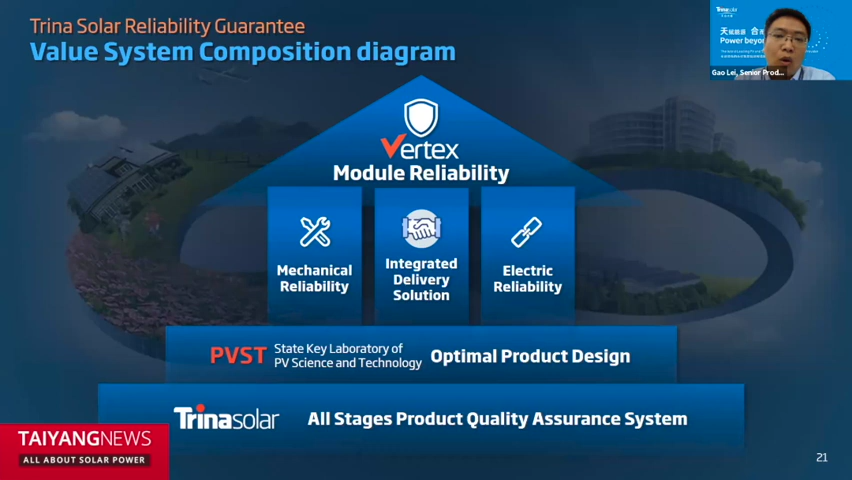 Trina Solar Reliability Guarantee
Value System Composition diagram
Trinasolar
Power beyon
Gao Lei, Senior Prod...
Vertex
Module Reliability
Mechanical
Reliability
Integrated
Delivery
Solution
Electric
Reliability
PVST
State Key Laboratory of
PV Science and Technology
Optimal Product Design
Trinasolar
All Stages Product Quality Assurance System
TAIYANGNEWS
ALL ABOUT SOLAR POWER
21